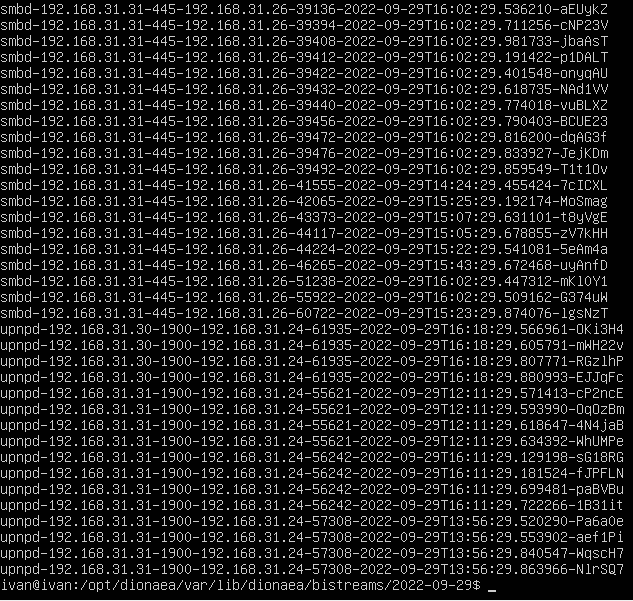 smbd-192.168.31.31-445-192.168.31.26-39136-2022-09-29T16:02:29.536210-aEUykZ
smbd-192.168.31.31-445-192.168.31.26-39394-2022-09-29T16:02:29.711256-cNP23V
smbd-192.168.31.31-445-192.168.31.26-39408-2022-09-29T16:02:29.981733-jbaAsT
smbd-192.168.31.31-445-192.168.31.26-39412-2022-09-29T16:02:29.191422-p1DALT
smbd-192.168.31.31-445-192.168.31.26-39422-2022-09-29T16:02:29.401548-onyqAU
smbd-192.168.31.31-445-192.168.31.26-39432-2022-09-29T16:02:29.618735-NAd1VV
smbd-192.168.31.31-445-192.168.31.26-39440-2022-09-29T16:02:29.774018-vuBLXZ
smbd-192.168.31.31-445-192.168.31.26-39456-2022-09-29T16:02:29.790403-BCUE23
smbd-192.168.31.31-445-192.168.31.26-39472-2022-09-29T16:02:29.816200-dqAG3f
smbd-192.168.31.31-445-192.168.31.26-39476-2022-09-29T16:02:29.833927-JejKDm
smbd-192.168.31.31-445-192.168.31.26-39492-2022-09-29T16:02:29.859549-T1t1Ov
smbd-192.168.31.31-445-192.168.31.26-41555-2022-09-29T14:24:29.455424-7cICXL
smbd-192.168.31.31-445-192.168.31.26-42065-2022-09-29T15:25:29.192174-MoSmag
smbd-192.168.31.31-445-192.168.31.26-43373-2022-09-29T15:07:29.631101-t8yVgE
smbd-192.168.31.31-445-192.168.31.26-44117-2022-09-29T15:05:29.678855-zV7KHH
smbd-192.168.31.31-445-192.168.31.26-44224-2022-09-29T15:22:29.541081-5eAm4a
smbd-192.168.31.31-445-192.168.31.26-46265-2022-09-29T15:43:29.672468-uyAnfD
smbd-192.168.31.31-445-192.168.31.26-51238-2022-09-29T16:02:29.447312-mKlOY1
smbd-192.168.31.31-445-192.168.31.26-55922-2022-09-29T16:02:29.509162-G374uW
smbd-192.168.31.31-445-192.168.31.26-60722-2022-09-29T15:23:29.874076-lgsNzT
upnpd-192.168.31.30-1900-192.168.31.24-61935-2022-09-29T16:18:29.566961-OKi3H4
upnpd-192.168.31.30-1900-192.168.31.24-61935-2022-09-29T16:18:29.605791-mWH22v
upnpd-192.168.31.30-1900-192.168.31.24-61935-2022-09-29T16:18:29.807771-RGzlhP
upnpd-192.168.31.30-1900-192.168.31.24-61935-2022-09-29T16:18:29.880993-EJJqFc
upnpd-192.168.31.31-1900-192.168.31.24-55621-2022-09-29T12:11:29.571413-cP2ncE
upnpd-192.168.31.31-1900-192.168.31.24-55621-2022-09-29T12:11:29.593990-OqOzBm
upnpd-192.168.31.31-1900-192.168.31.24-55621-2022-09-29T12:11:29.618647-4N4jaB
upnpd-192.168.31.31-1900-192.168.31.24-55621-2022-09-29T12:11:29.634392-WhUMPe
upnpd-192.168.31.31-1900-192.168.31.24-56242-2022-09-29T16:11:29.129198-sG18RG
upnpd-192.168.31.31-1900-192.168.31.24-56242-2022-09-29T16:11:29.181524-fJPFLN
upnpd-192.168.31.31-1900-192.168.31.24-56242-2022-09-29T16:11:29.699481-paBVBu
upnpd-192.168.31.31-1900-192.168.31.24-56242-2022-09-29T16:11:29.722266-1B31it
upnpd-192.168.31.31-1900-192.168.31.24-57308-2022-09-29T13:56:29.520290-Pa6aOe
upnpd-192.168.31.31-1900-192.168.31.24-57308-2022-09-29T13:56:29.553902-aef1Pi
upnpd-192.168.31.31-1900-192.168.31.24-57308-2022-09-29T13:56:29.840547-WqscH7
upnpd-192.168.31.31-1900-192.168.31.24-57308-2022-09-29T13:56:29.863966-NlrSQ7
ivan@ivan:/opt/dionaea/var/lib/dionaea/bistreams/2022-09-29$ _